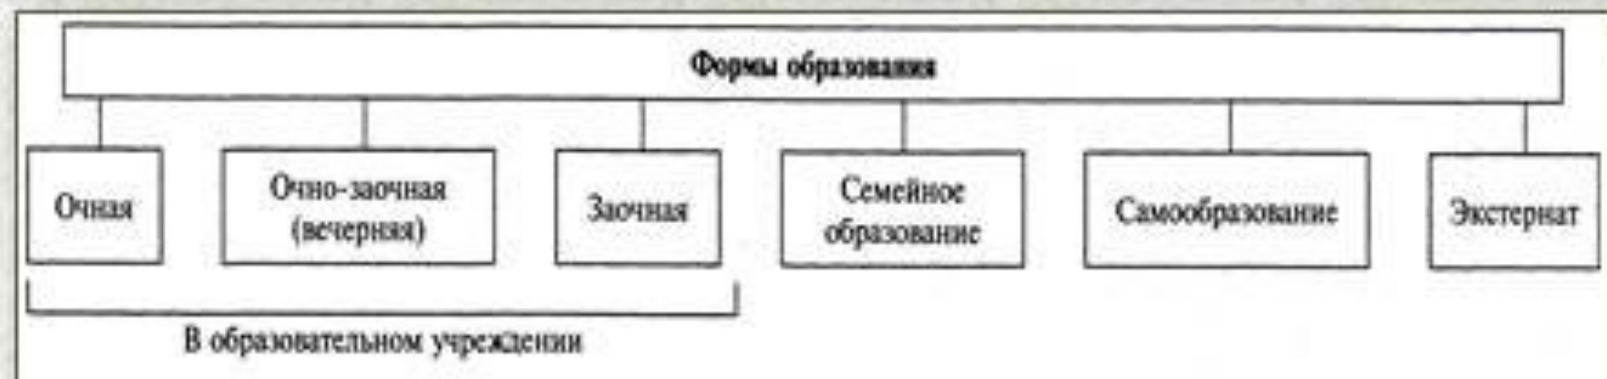 Формы образования
Очная
Очно-заочная
(вечерняя)
Заочная
Семейное
образование
Самообразование
Экстернат
В образовательном учреждении